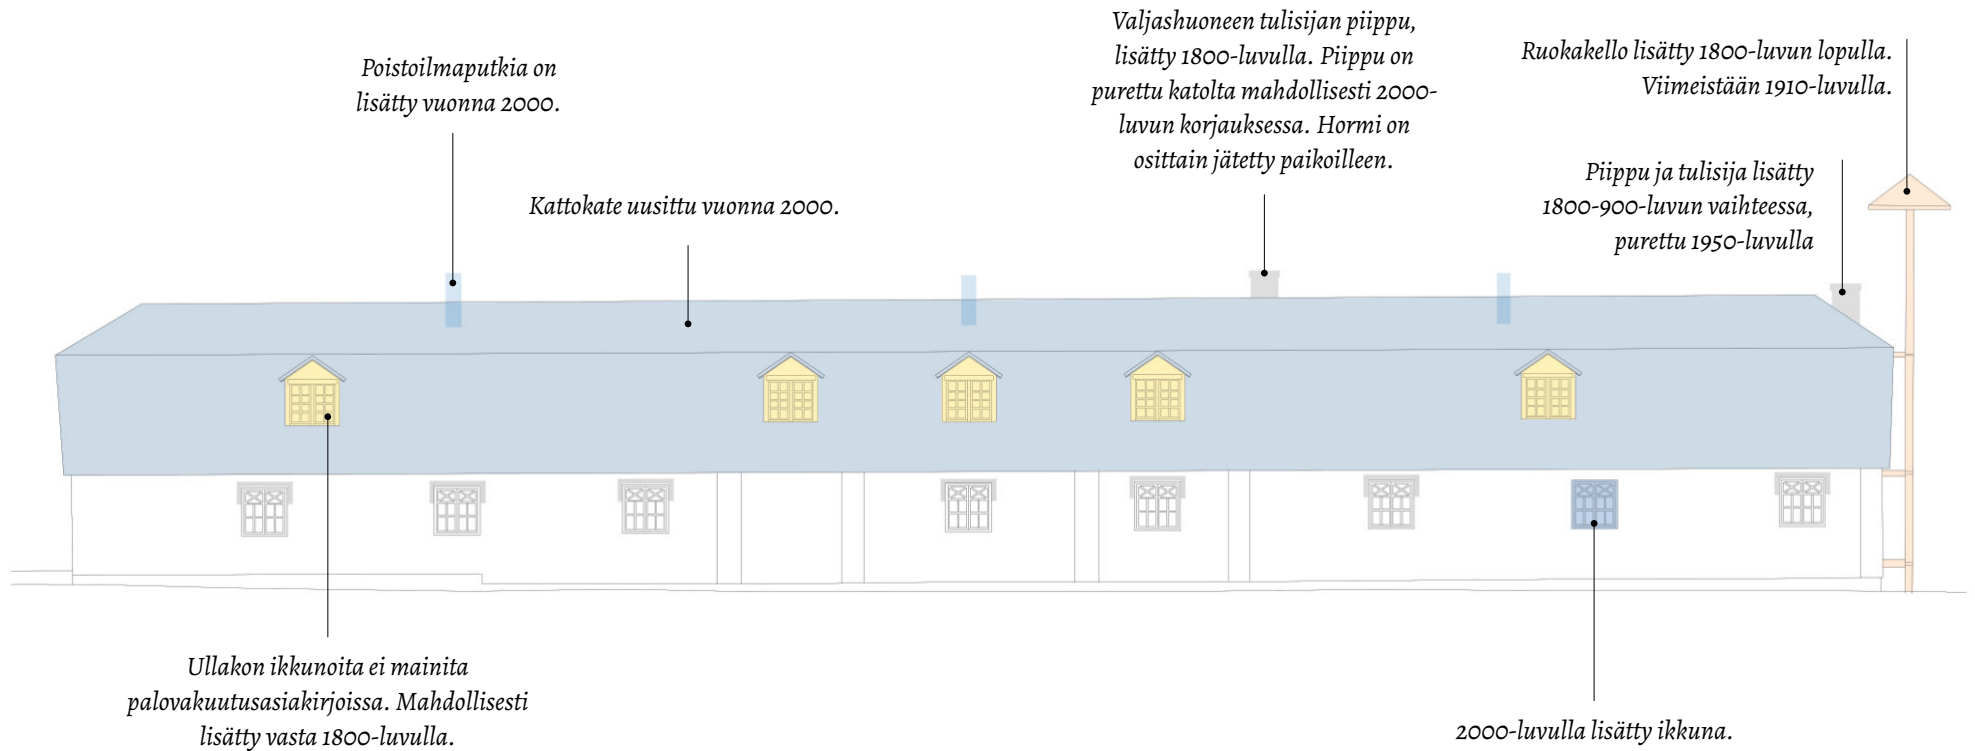 Poistoilmaputkia on
lisätty vuonna 2000.
Kattokate uusittu vuonna 2000.
Valjashuoneen tulisijan piippu,
lisätty 1800-luvulla. Piippu on
purettu katolta mahdollisesti 2000-
luvun korjauksessa. Hormi on
osittain jätetty paikoilleen.
Ruokakello lisätty 1800-luvun lopulla.
Viimeistään 1910-luvulla.
Piippu ja tulisija lisätty
1800-900-luvun vaihteessa,
purettu 1950-luvulla
Ullakon ikkunoita ei mainita
palovakuutusasiakirjoissa. Mahdollisesti
lisätty vasta 1800-luvulla.
2000-luvulla lisätty ikkuna.